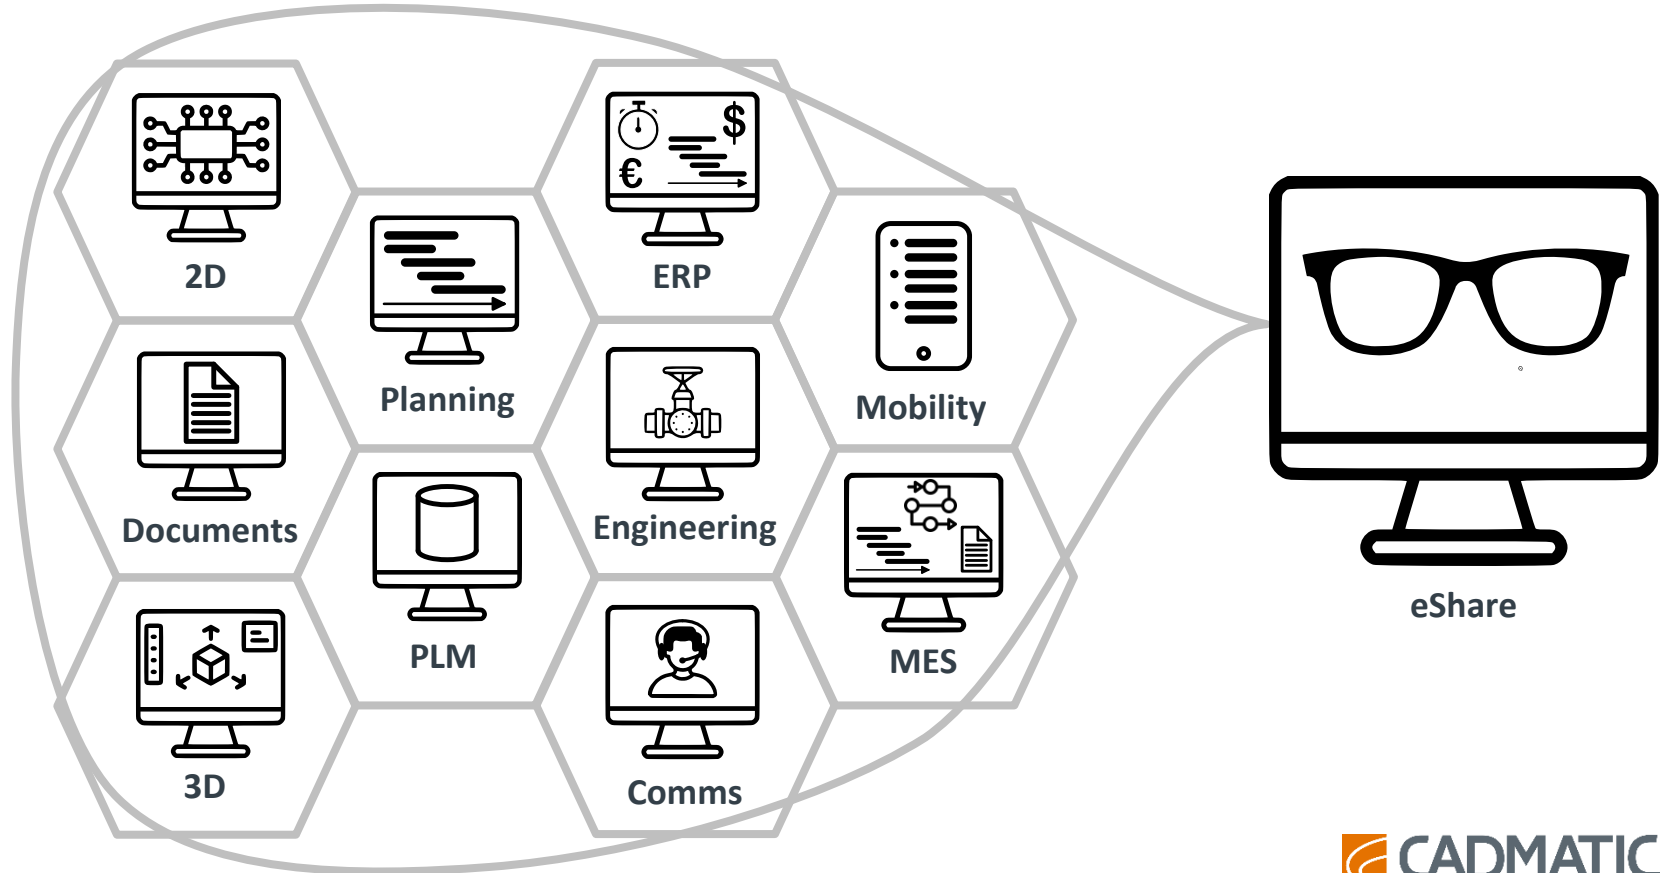 2D
ERP
$
€
Planning
Mobility
Documents
Engineering
PLM
MES
eShare
3D
Comms
CADMATIC